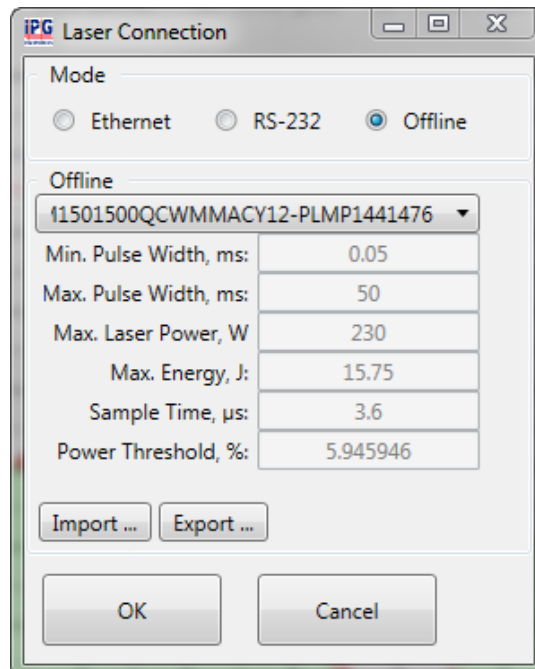 IPG Laser Connection
Mode
Ethernet RS-232 Offline
Offline
1501500QCWMMACY12-PLMP1441476
Min. Pulse Width, ms: 0.05
Max. Pulse Width, ms: 50
Max. Laser Power, W 230
Max. Energy, J: 15.75
Sample Time, µs: 3.6
Power Threshold, %: 5.945946
Import ... Export ...
OK Cancel